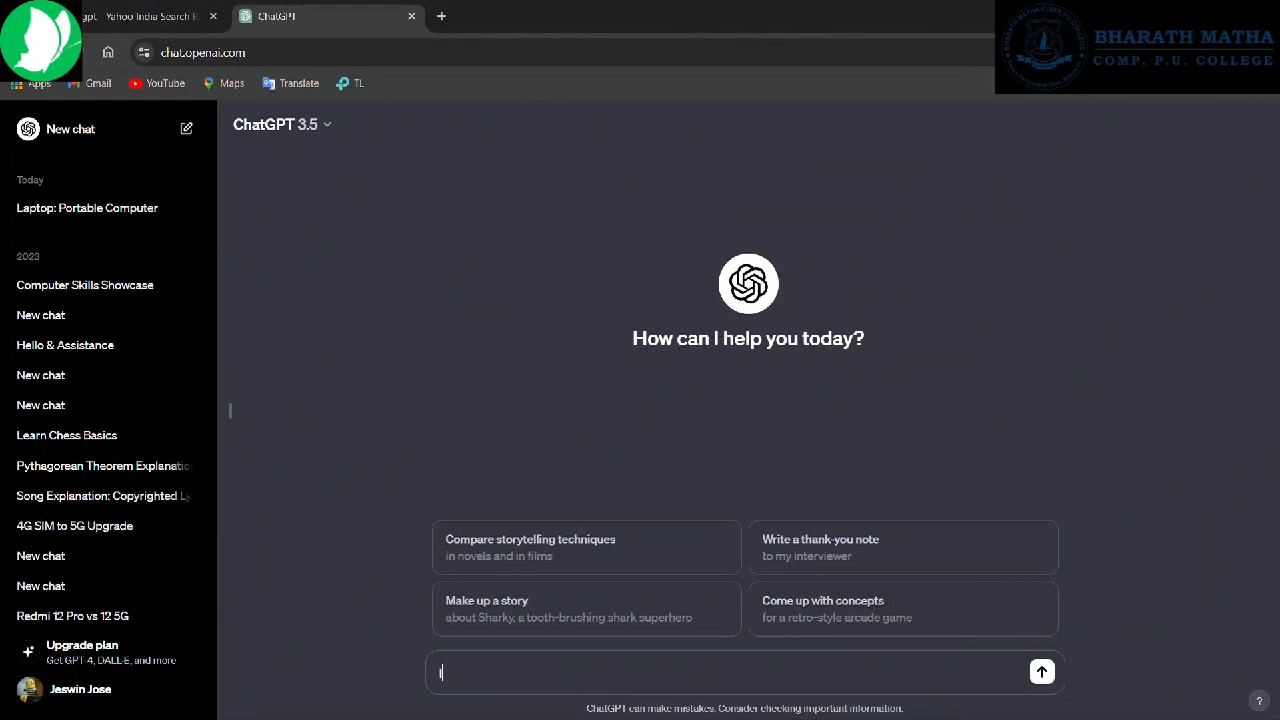 Yahoo India Search R
ChatGPT
BHARATH MATHA
COMP. P.U. COLLEGE
chat.openai.com
Apps
Gmail
YouTube
Maps
Translate
TL
New chat
ChatGPT 3.5
Today
Laptop: Portable Computer
2023
Computer Skills Showcase
New chat
Hello & Assistance
New chat
New chat
Learn Chess Basics
Pythagorean Theorem Explanatio
Song Explanation: Copyrighted Ly
4G SIM to 5G Upgrade
New chat
New chat
Redmi 12 Pro vs 12 5G
Upgrade plan
Get GPT-4, DALL·E, and more
Jeswin Jose
How can I help you today?
Compare storytelling techniques
in novels and in films
Write a thank-you note
to my interviewer
Make up a story
about Sharky, a tooth-brushing shark superhero
Come up with concepts
for a retro-style arcade game
ChatGPT can make mistakes. Consider checking important information.
?